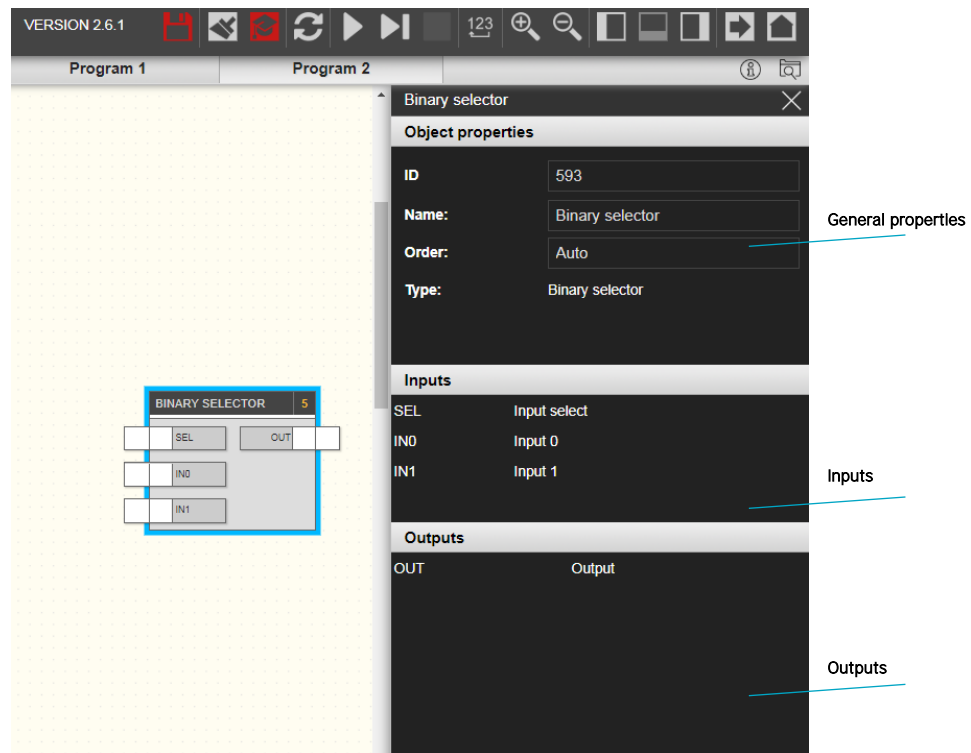 VERSION 2.6.1
123
Program 1
Program 2
Binary selector
Object properties
ID
593
Name:
Binary selector
Order:
Auto
Type:
Binary selector
General properties
BINARY SELECTOR
5
SEL
OUT
IN0
IN1
Inputs
SEL
Input select
IN0
Input 0
IN1
Input 1
Inputs
Outputs
OUT
Output
Outputs